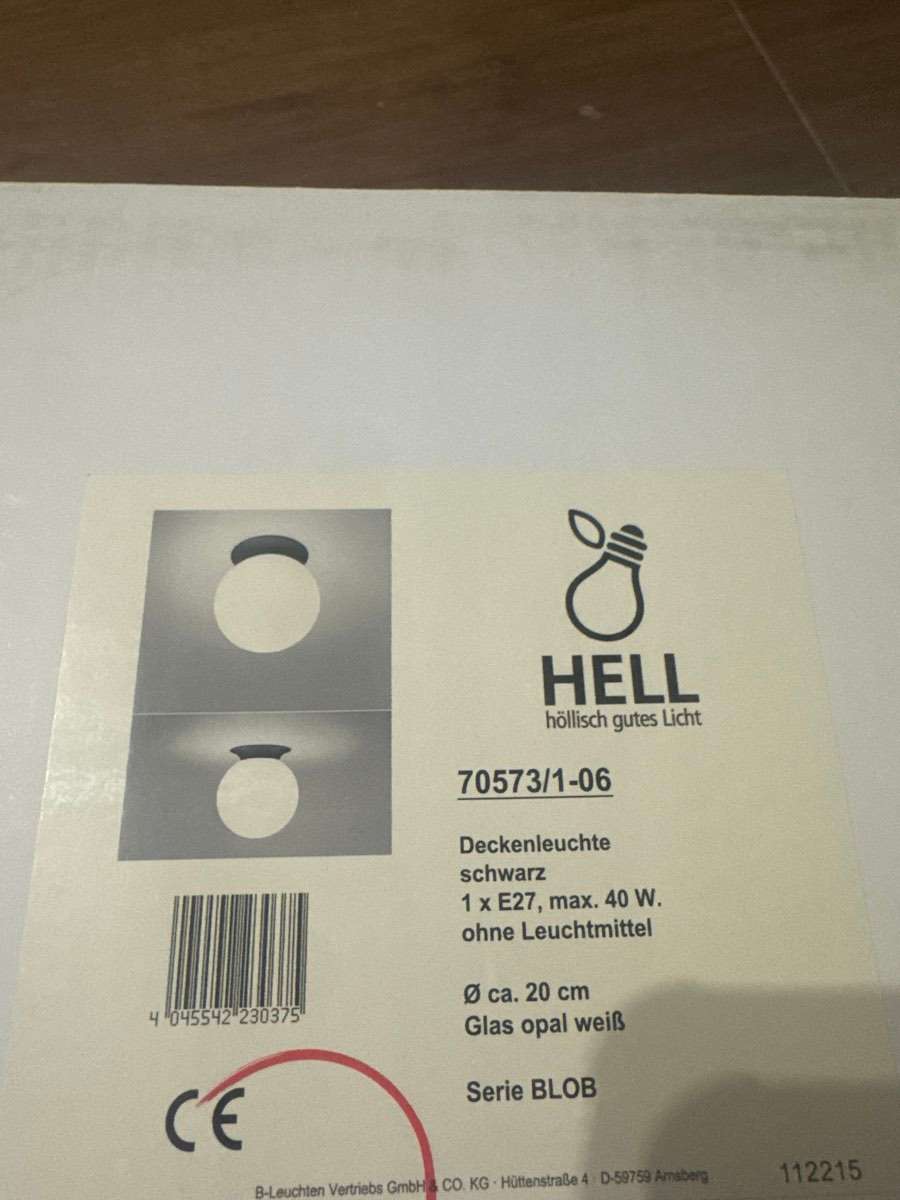 HELL
höllisch gutes Licht
70573/1-06
Deckenleuchte
schwarz
1 x E27, max. 40 W.
ohne Leuchtmittel
Ø ca. 20 cm
Glas opal weiß
Serie BLOB
4 045542 230375
CE
B-Leuchten Vertriebs GmbH & CO. KG · Hüttenstraße 4 · D-59759 Arnsberg
112215